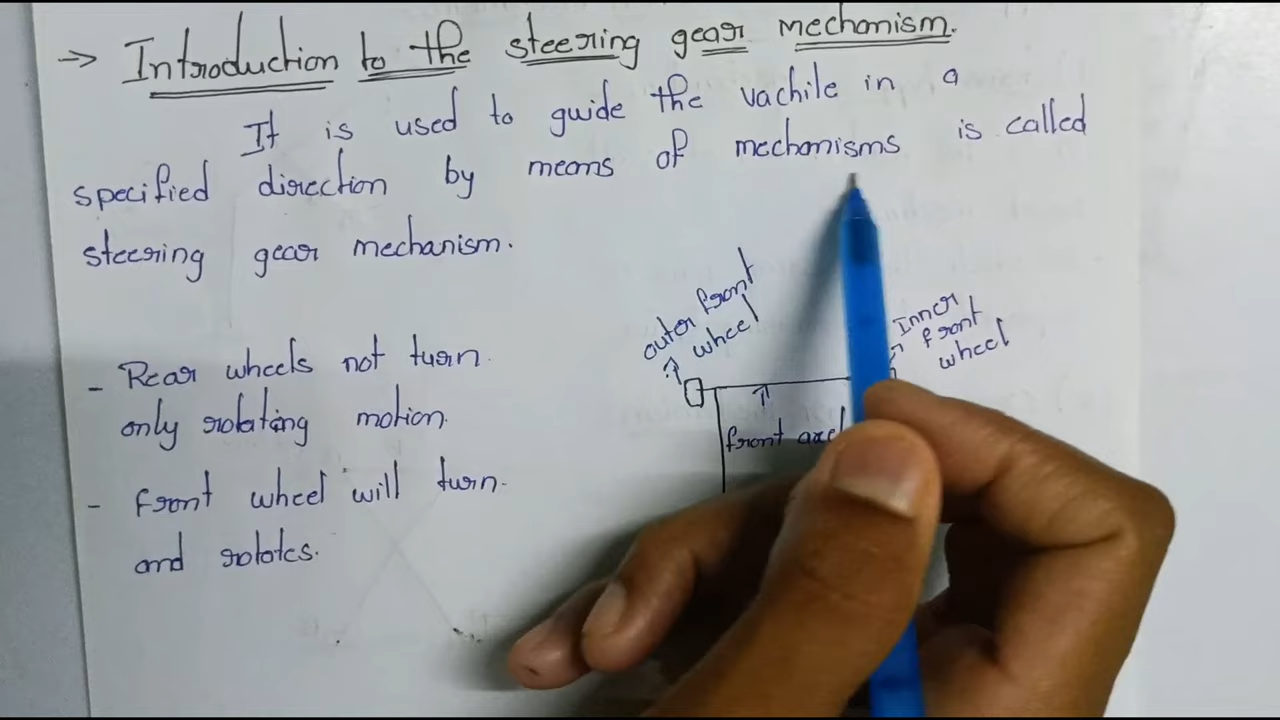 → Introduction to the steering gear mechanism.
It is used to guide the vachile in a
specified direction by means of mechanisms is called
steering gear mechanism.
- Rear wheels not turn.
only rotating motion.
- Front wheel will turn.
and rotates.
outer front
wheel
Inner
front
wheel
front axel